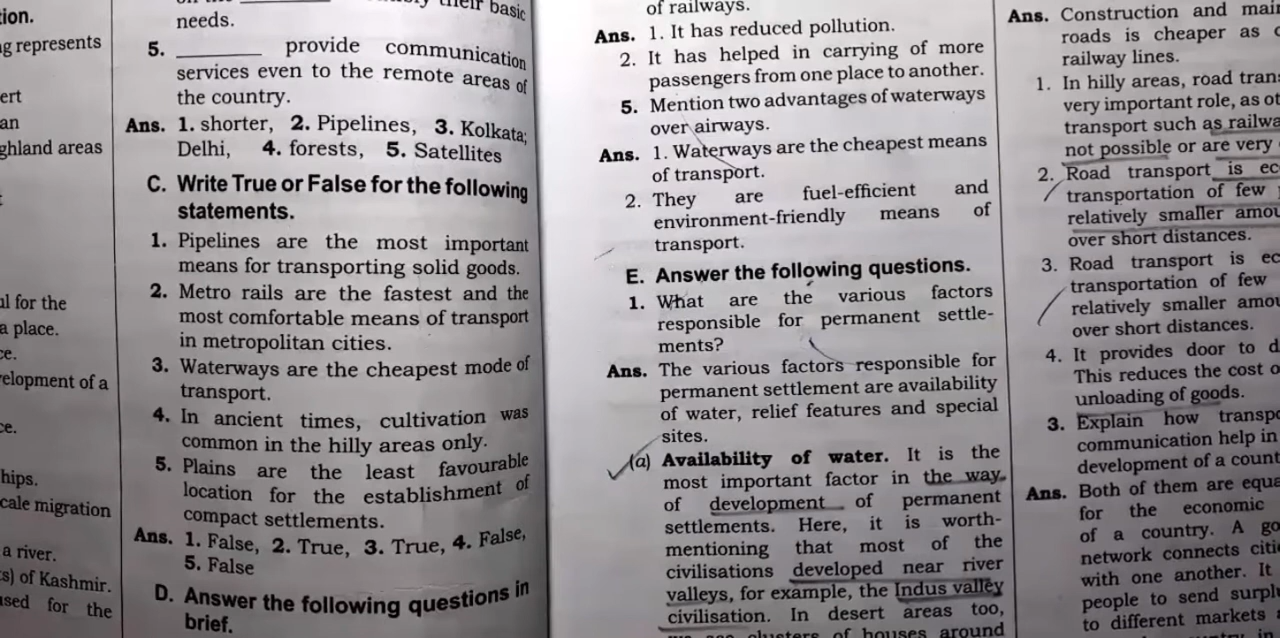 tion.
g represents
ert
an
ghland areas
al for the
a place.
ce.
velopment of a
ce.
hips.
cale migration
a river.
s) of Kashmir.
used for the
their basic
needs.
5. ________ provide communication
services even to the remote areas of
the country.
Ans. 1. shorter, 2. Pipelines, 3. Kolkata;
Delhi, 4. forests, 5. Satellites
C. Write True or False for the following
statements.
1. Pipelines are the most important
means for transporting solid goods.
2. Metro rails are the fastest and the
most comfortable means of transport
in metropolitan cities.
3. Waterways are the cheapest mode of
transport.
4. In ancient times, cultivation was
common in the hilly areas only.
5. Plains are the least favourable
location for the establishment of
compact settlements.
Ans. 1. False, 2. True, 3. True, 4. False,
5. False
D. Answer the following questions in
brief.
of railways.
Ans. 1. It has reduced pollution.
2. It has helped in carrying of more
passengers from one place to another.
5. Mention two advantages of waterways
over airways.
Ans. 1. Waterways are the cheapest means
of transport.
2. They are fuel-efficient and
environment-friendly means of
transport.
E. Answer the following questions.
1. What are the various factors
responsible for permanent settle-
ments?
Ans. The various factors responsible for
permanent settlement are availability
of water, relief features and special
sites.
(a) Availability of water. It is the
most important factor in the way
of development of permanent
settlements. Here, it is worth-
mentioning that most of the
civilisations developed near river
valleys, for example, the Indus valley
civilisation. In desert areas too,
clusters of houses around
Ans. Construction and main
roads is cheaper as c
railway lines.
1. In hilly areas, road trans
very important role, as ot
transport such as railwa
not possible or are very
2. Road transport is ec
transportation of few
relatively smaller amou
over short distances.
3. Road transport is ec
transportation of few
relatively smaller amou
over short distances.
4. It provides door to d
This reduces the cost o
unloading of goods.
3. Explain how transpo
communication help in
development of a count
Ans. Both of them are equa
for the economic
of a country. A go
network connects citi
with one another. It
people to send surplu
to different markets